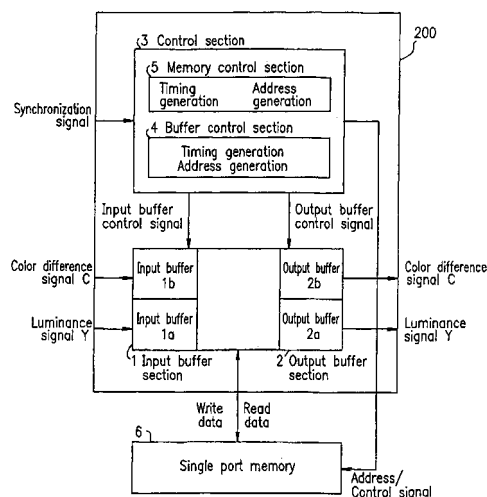 200
3 Control section
5 Memory control section
Timing generation
Address generation
4 Buffer control section
Timing generation
Address generation
Synchronization signal
Input buffer control signal
Output buffer control signal
Color difference signal C
Input buffer 1b
Output buffer 2b
Color difference signal C
Luminance signal Y
Input buffer 1a
Output buffer 2a
Luminance signal Y
1 Input buffer section
2 Output buffer section
Write data
Read data
6
Single port memory
Address/
Control signal